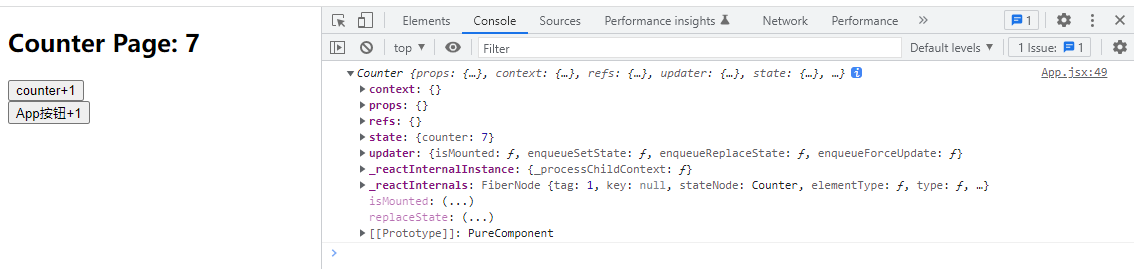 Counter Page: 7
counter+1
App按钮+1
Elements Console Sources Performance insights Network Performance » 1
top ▼ Filter Default levels ▼ 1 Issue: 1
▼Counter {props: {…}, context: {…}, refs: {…}, updater: {…}, state: {…}, …} i App.jsx:49
▶context: {}
▶props: {}
▶refs: {}
▶state: {counter: 7}
▶updater: {isMounted: ƒ, enqueueSetState: ƒ, enqueueReplaceState: ƒ, enqueueForceUpdate: ƒ}
▶_reactInternalInstance: {_processChildContext: ƒ}
▶_reactInternals: FiberNode {tag: 1, key: null, stateNode: Counter, elementType: ƒ, type: ƒ, …}
isMounted: (...)
replaceState: (...)
▶[[Prototype]]: PureComponent